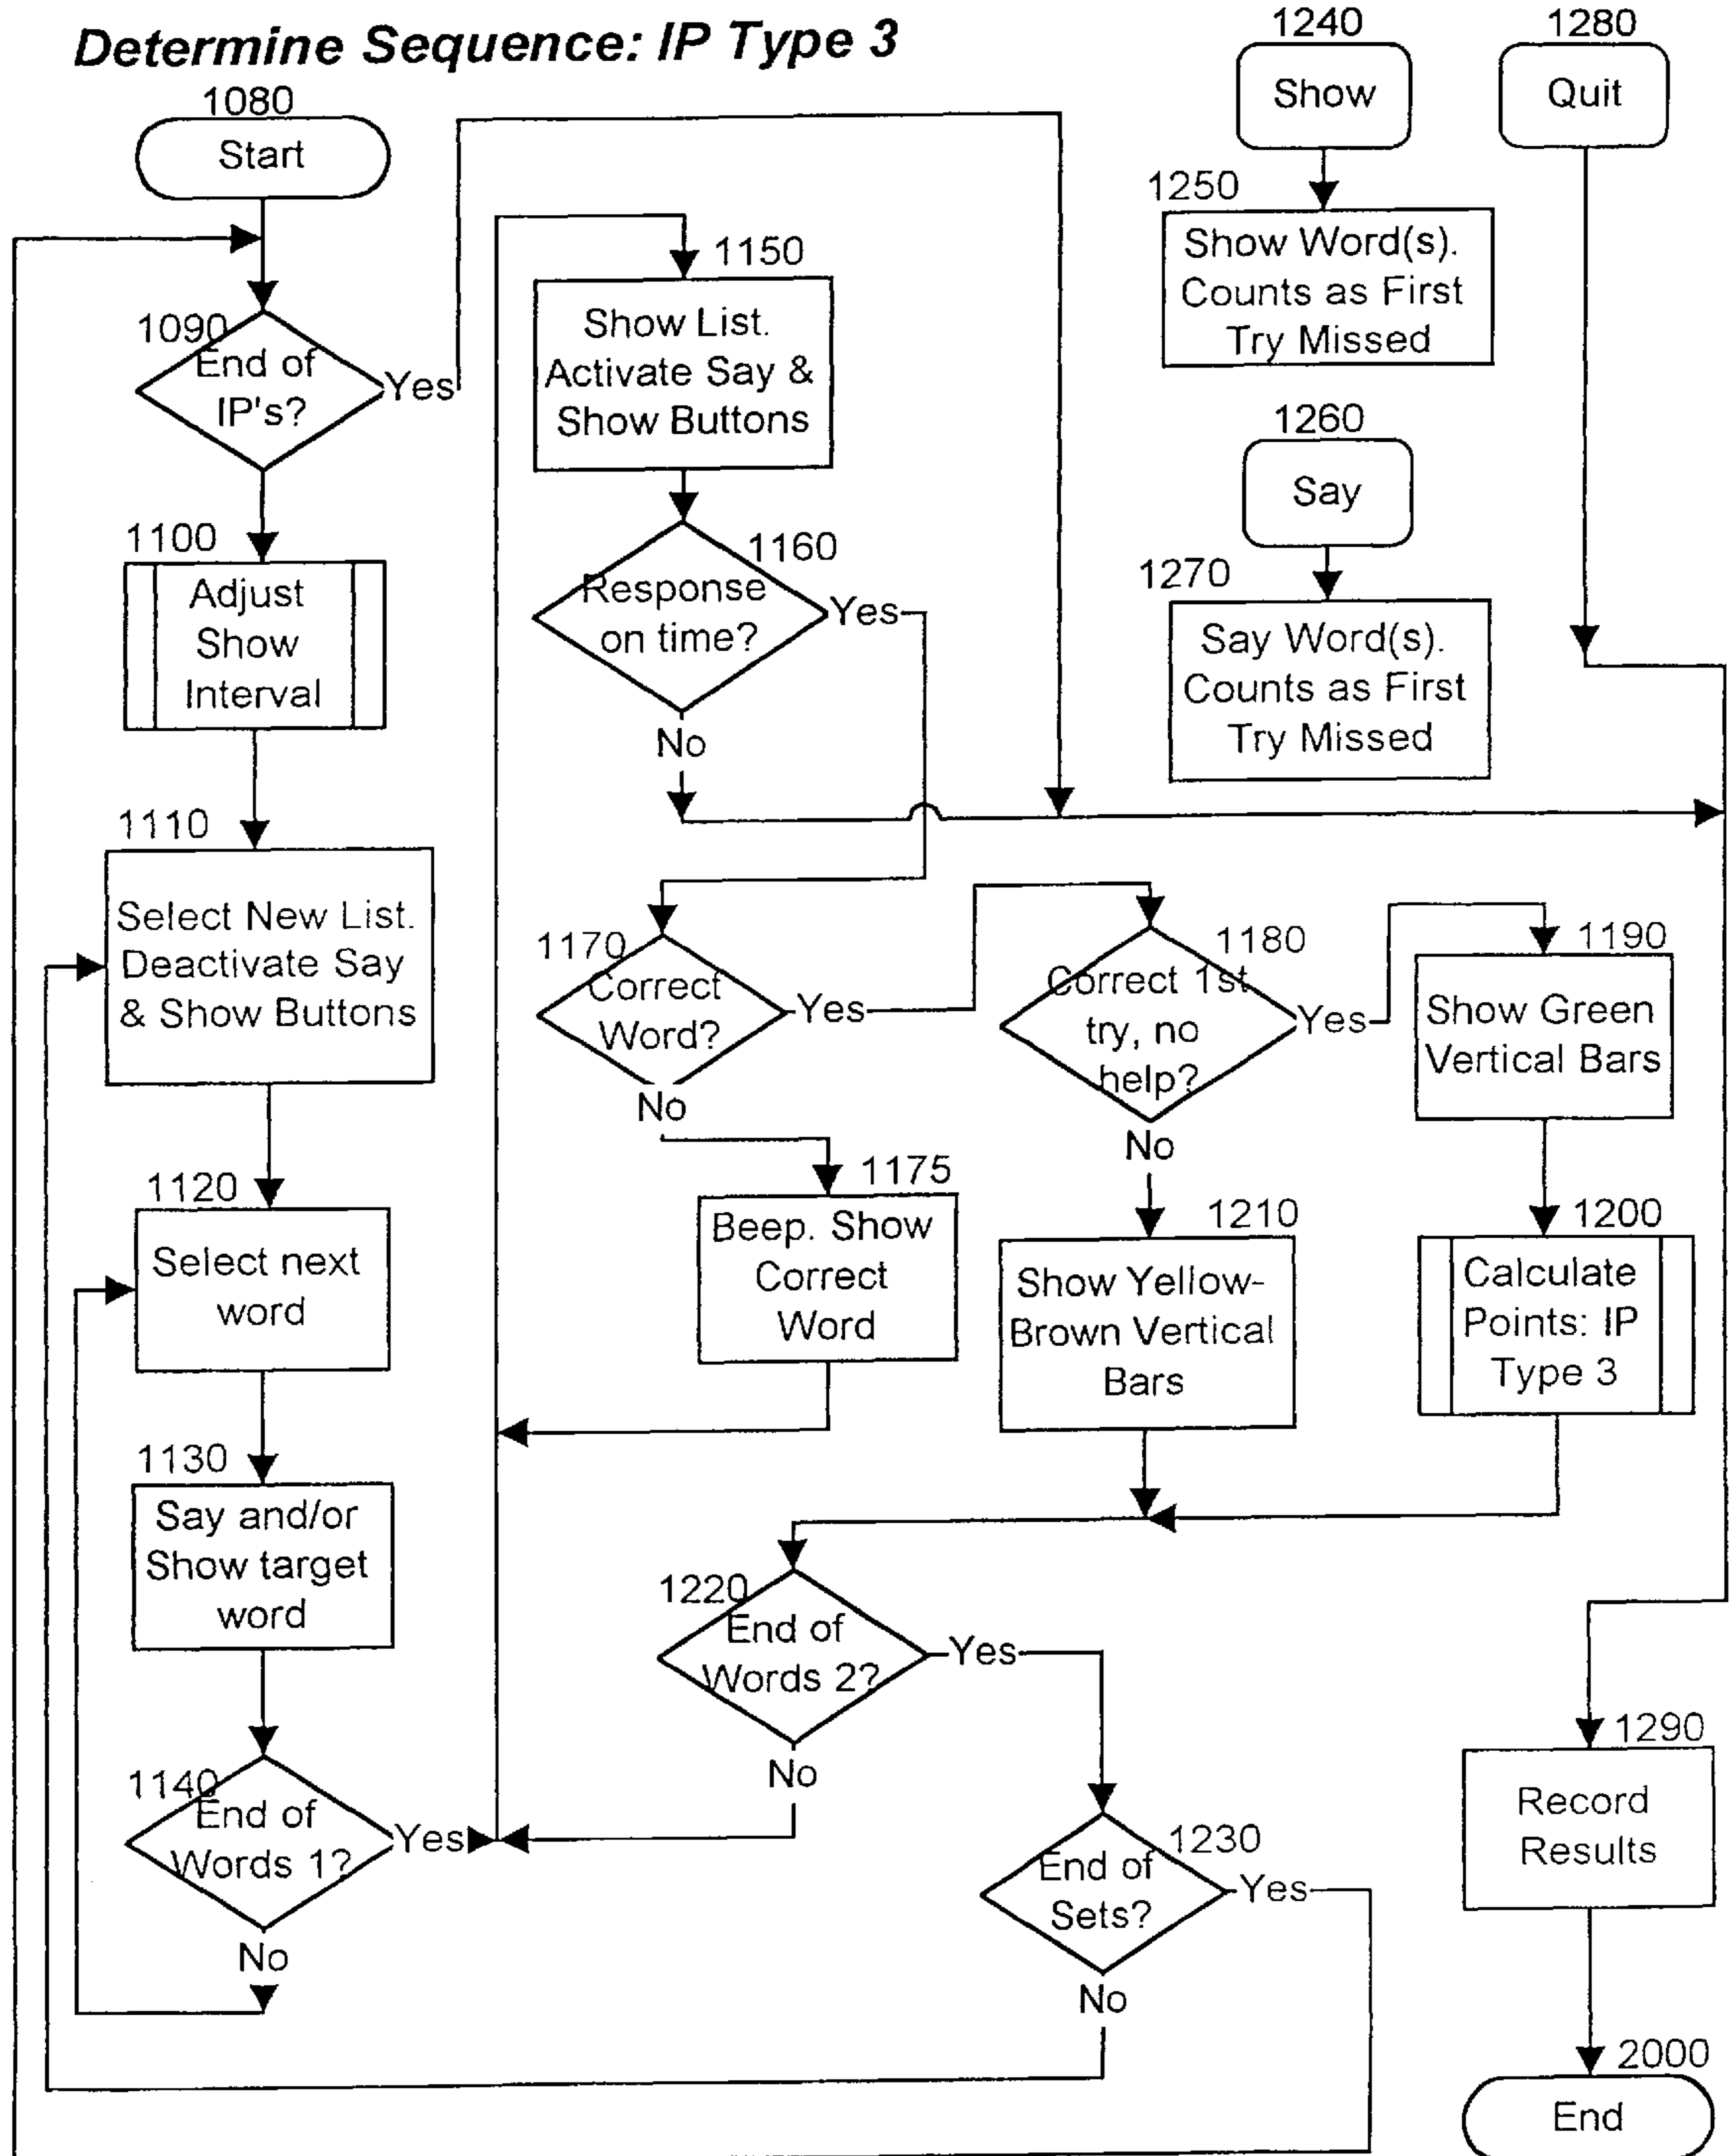 Determine Sequence: IP Type 3
1080
Start
1090
End of
IP's?
Yes
1100
Adjust
Show
Interval
1110
Select New List.
Deactivate Say
& Show Buttons
1120
Select next
word
1130
Say and/or
Show target
word
1140
End of
Words 1?
Yes
No
1150
Show List.
Activate Say &
Show Buttons
1160
Response
on time?
Yes
No
1170
Correct
Word?
Yes
No
1175
Beep. Show
Correct
Word
1180
Correct 1st
try, no
help?
Yes
No
1190
Show Green
Vertical Bars
1200
Calculate
Points: IP
Type 3
1210
Show Yellow-
Brown Vertical
Bars
1220
End of
Words 2?
Yes
No
1230
End of
Sets?
Yes
No
1240
Show
1250
Show Word(s).
Counts as First
Try Missed
1260
Say
1270
Say Word(s).
Counts as First
Try Missed
1280
Quit
1290
Record
Results
2000
End